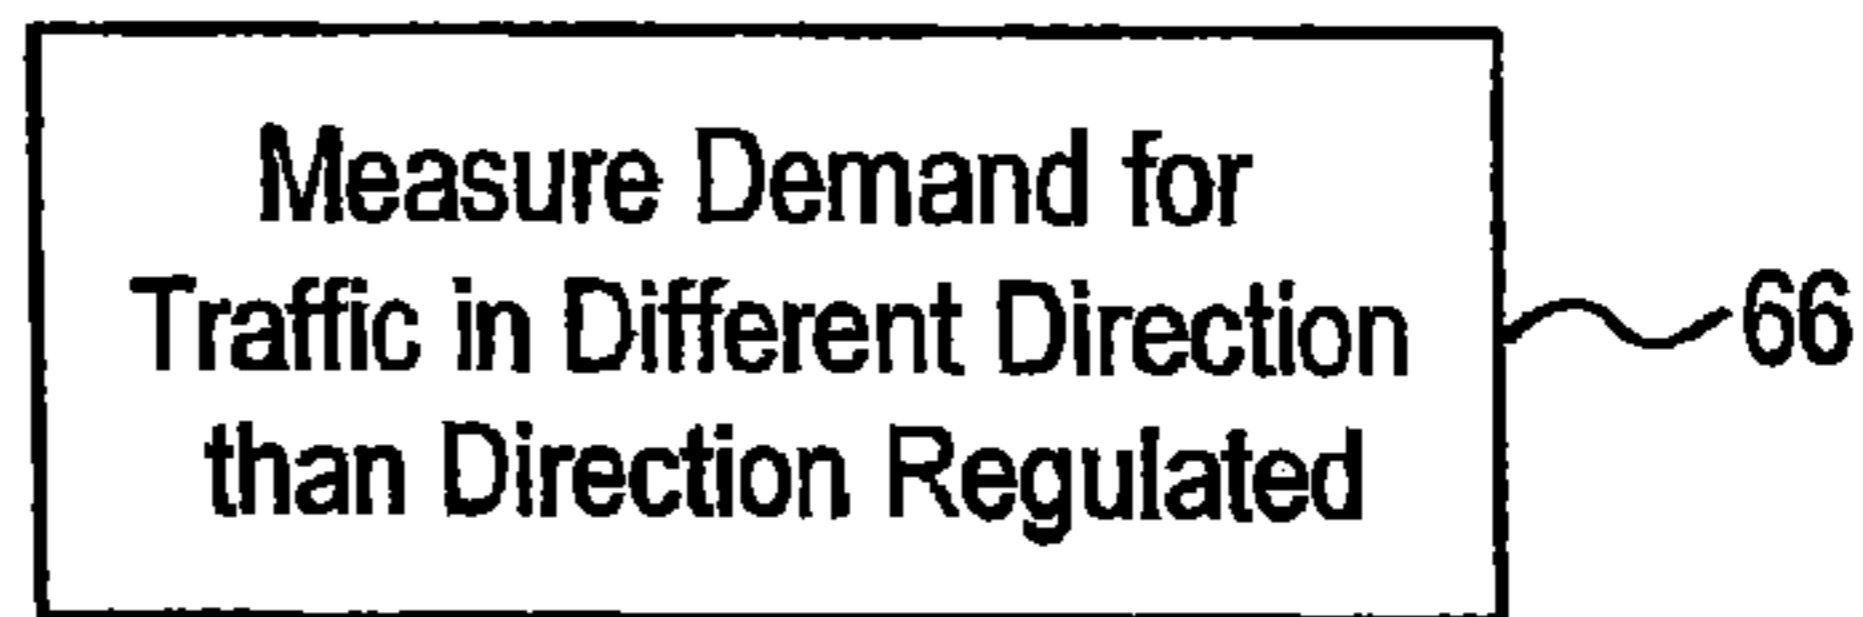 Measure Demand for
Traffic in Different Direction
than Direction Regulated
66